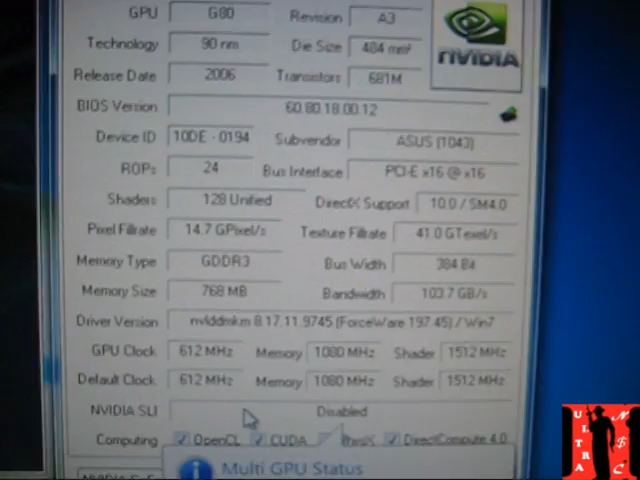 GPU G80 Revision A3
Technology 90 nm Die Size 484 mm²
Release Date 2006 Transistors 681M
nVIDIA
BIOS Version 60.80.18.00.12
Device ID 10DE - 0194 Subvendor ASUS (1043)
ROPs 24 Bus Interface PCI-E x16 @ x16
Shaders 128 Unified DirectX Support 10.0 / SM4.0
Pixel Fillrate 14.7 GPixel/s Texture Fillrate 41.0 GTexel/s
Memory Type GDDR3 Bus Width 384 Bit
Memory Size 768 MB Bandwidth 103.7 GB/s
Driver Version nvlddmkm 8.17.11.9745 (ForceWare 197.45) / Win7
GPU Clock 612 MHz Memory 1080 MHz Shader 1512 MHz
Default Clock 612 MHz Memory 1080 MHz Shader 1512 MHz
NVIDIA SLI Disabled
Computing OpenCL CUDA PhysX DirectCompute 4.0
Multi GPU Status
ULTRA